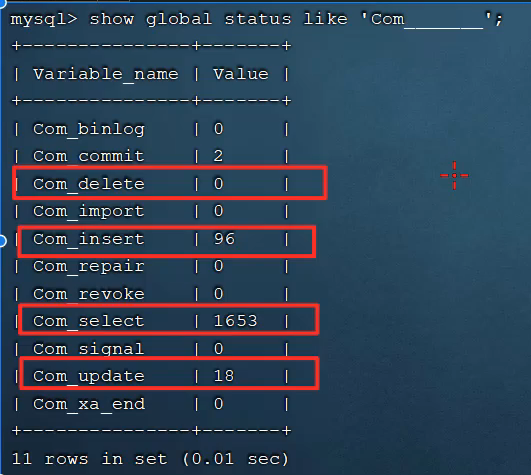 mysql> show global status like 'Com_______';
+---------------+-------+
| Variable_name | Value |
+---------------+-------+
| Com_binlog    | 0     |
| Com_commit    | 2     |
| Com_delete    | 0     |
| Com_import    | 0     |
| Com_insert    | 96    |
| Com_repair    | 0     |
| Com_revoke    | 0     |
| Com_select    | 1653  |
| Com_signal    | 0     |
| Com_update    | 18    |
| Com_xa_end    | 0     |
+---------------+-------+
11 rows in set (0.01 sec)